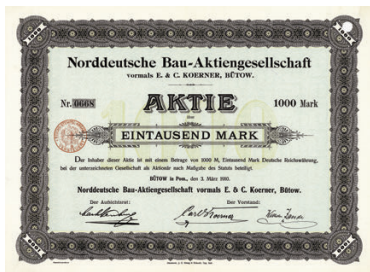 Norddeutsche Bau-Aktiengesellschaft
vormals E. & C. KOERNER, BÜTOW.
Nr. 0668 AKTIE 1000 Mark
über
EINTAUSEND MARK
Der Inhaber dieser Aktie ist mit einem Betrage von 1000 M, Eintausend Mark Deutsche Reichswährung,
bei der unterzeichneten Gesellschaft als Aktionär nach Maßgabe des Statuts beteiligt.
BÜTOW in Pom., den 3. März 1910.
Norddeutsche Bau-Aktiengesellschaft vormals E. & C. Koerner, Bütow.
Der Aufsichtsrat: Der Vorstand:
Carl Koerner